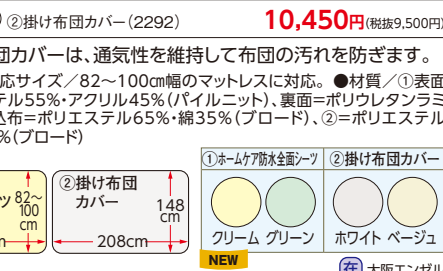 ②掛け布団カバー(2292) 10,450円(税抜9,500円)
団カバーは、通気性を維持して布団の汚れを防ぎます。
応サイズ/82〜100cm幅のマットレスに対応。●材質/①表面
テル55%・アクリル45%(パイルニット)、裏面=ポリウレタンラミ
込布=ポリエステル65%・綿35%(ブロード)、②=ポリエステル
%(ブロード)
ツ 82〜100cm
②掛け布団カバー
148cm
208cm
①ホームケア防水全面シーツ ②掛け布団カバー
クリーム グリーン ホワイト ベージュ
NEW
在 大阪エンゼル